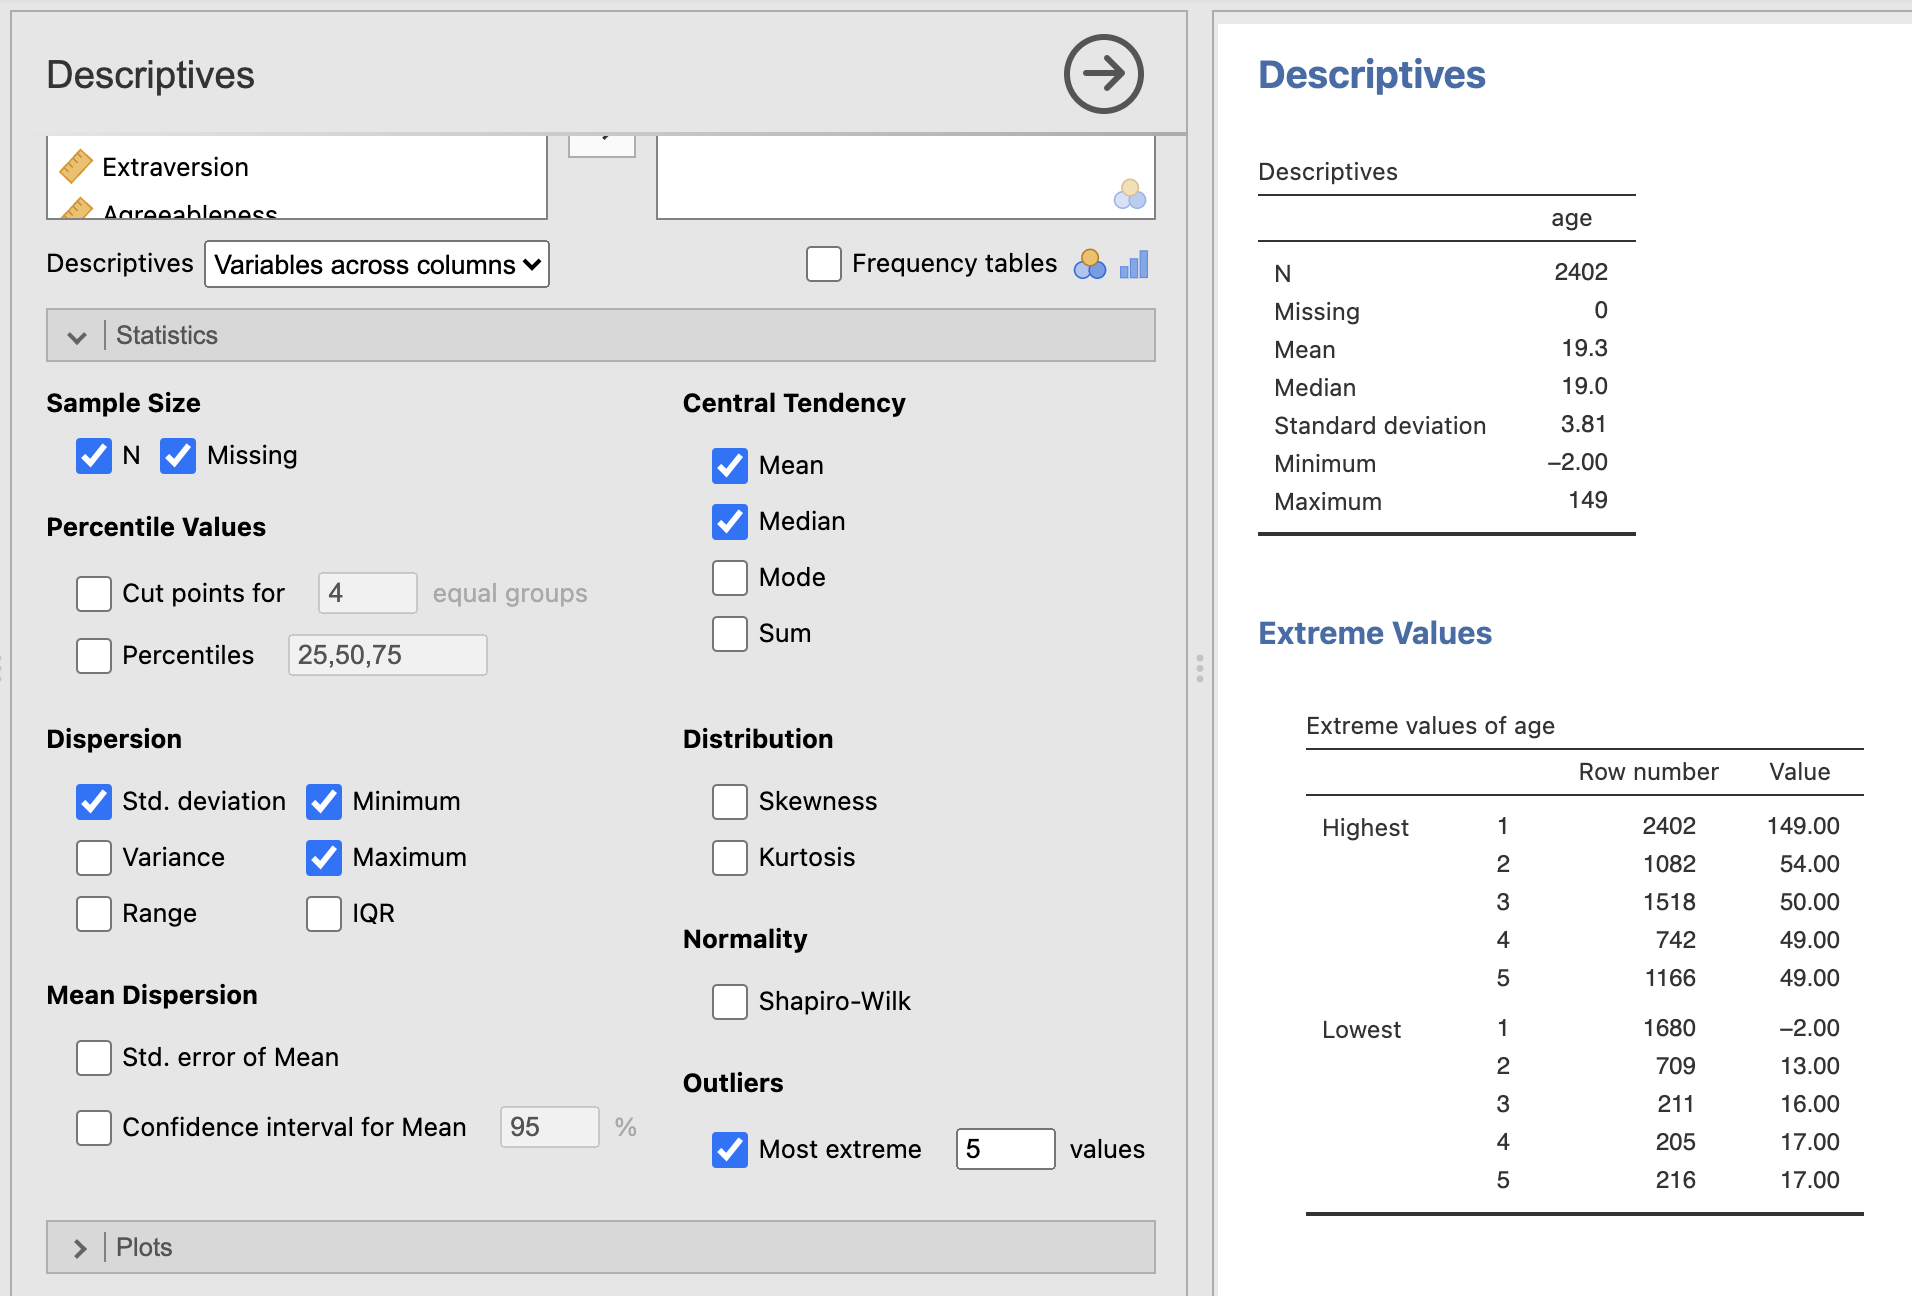 Descriptives
Extraversion
Agreeableness
Descriptives Variables across columns Frequency tables
Statistics
Sample Size
N Missing
Percentile Values
Cut points for 4 equal groups
Percentiles 25,50,75
Central Tendency
Mean
Median
Mode
Sum
Dispersion
Std. deviation Minimum
Variance Maximum
Range IQR
Mean Dispersion
Std. error of Mean
Confidence interval for Mean 95 %
Distribution
Skewness
Kurtosis
Normality
Shapiro-Wilk
Outliers
Most extreme 5 values
Plots
Descriptives
Descriptives
age
N 2402
Missing 0
Mean 19.3
Median 19.0
Standard deviation 3.81
Minimum −2.00
Maximum 149
Extreme Values
Extreme values of age
Row number Value
Highest 1 2402 149.00
2 1082 54.00
3 1518 50.00
4 742 49.00
5 1166 49.00
Lowest 1 1680 −2.00
2 709 13.00
3 211 16.00
4 205 17.00
5 216 17.00